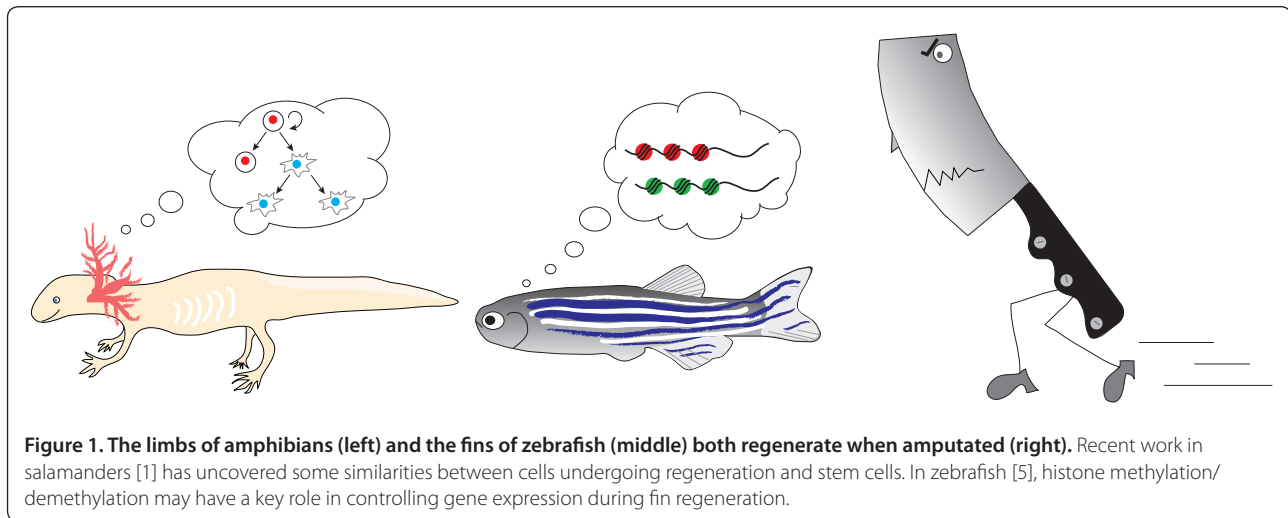 Figure 1. The limbs of amphibians (left) and the fins of zebrafish (middle) both regenerate when amputated (right). Recent work in
salamanders [1] has uncovered some similarities between cells undergoing regeneration and stem cells. In zebrafish [5], histone methylation/
demethylation may have a key role in controlling gene expression during fin regeneration.